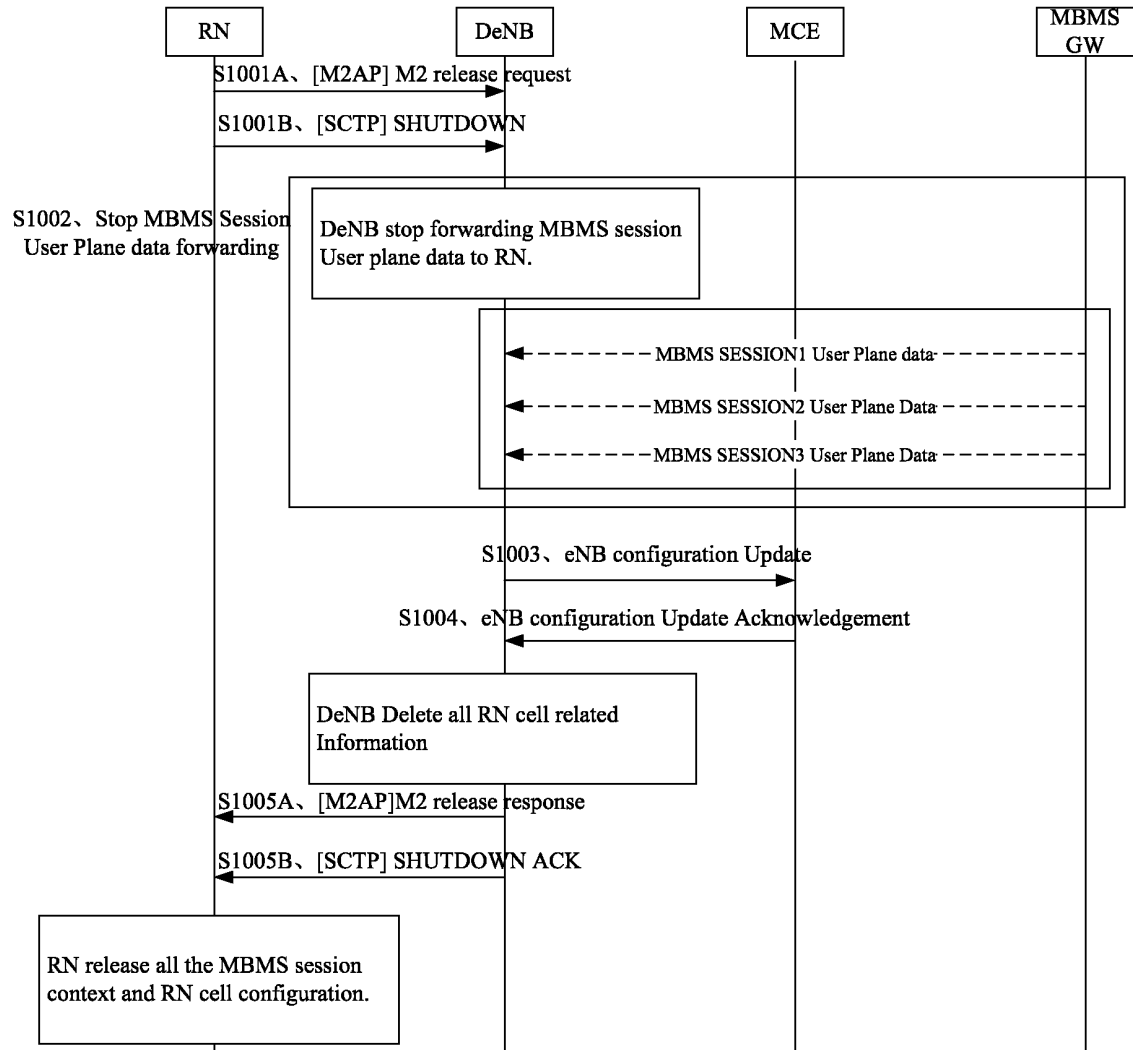 RN
DeNB
MCE
MBMS
GW
S1001A、[M2AP] M2 release request
S1001B、[SCTP] SHUTDOWN
S1002、Stop MBMS Session
User Plane data forwarding
DeNB stop forwarding MBMS session
User plane data to RN.
MBMS SESSION1 User Plane data
MBMS SESSION2 User Plane Data
MBMS SESSION3 User Plane Data
S1003、eNB configuration Update
S1004、eNB configuration Update Acknowledgement
DeNB Delete all RN cell related
Information
S1005A、[M2AP]M2 release response
S1005B、[SCTP] SHUTDOWN ACK
RN release all the MBMS session
context and RN cell configuration.